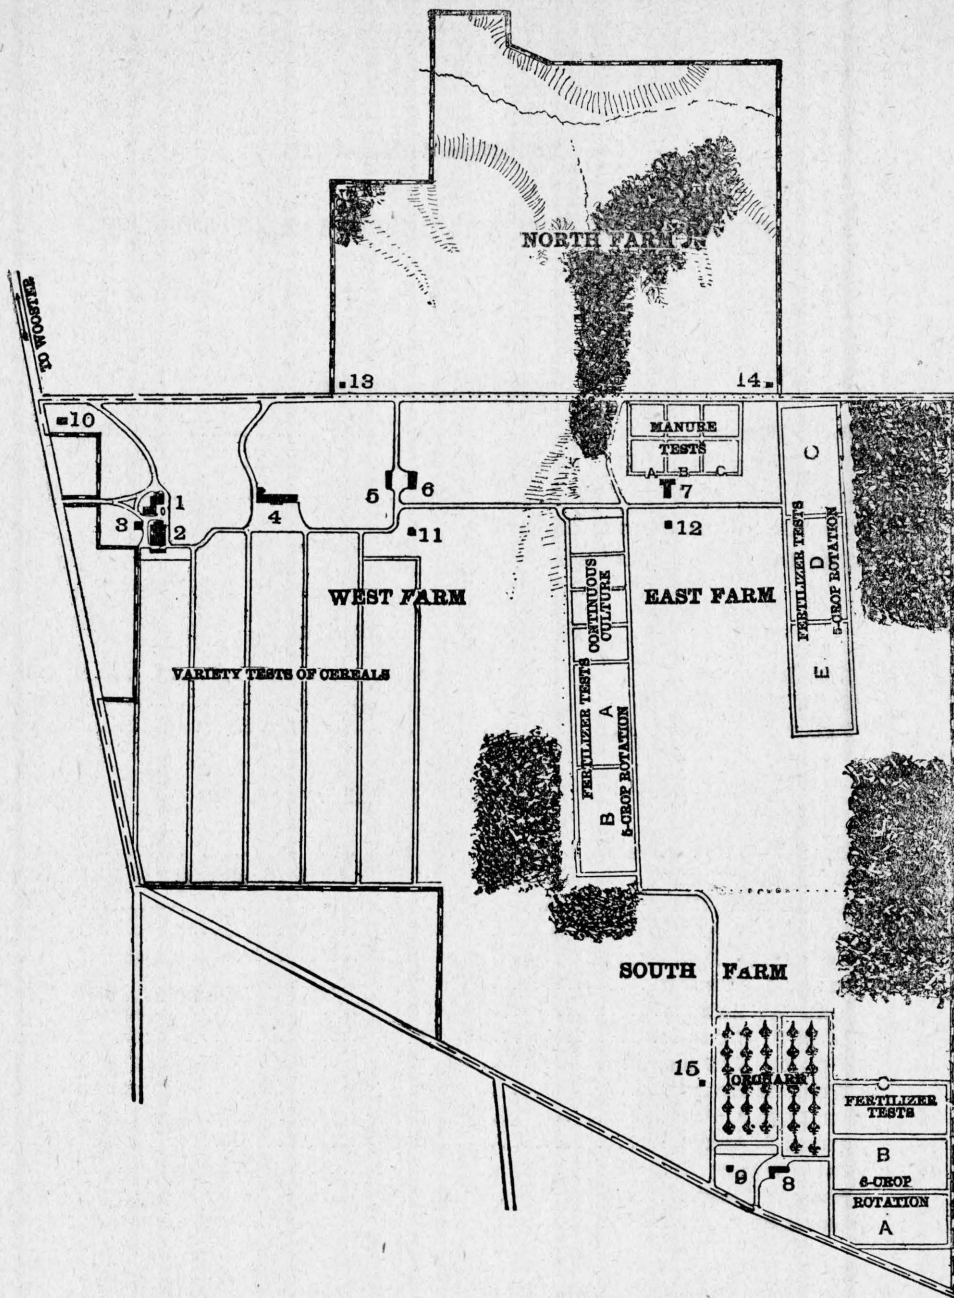 NORTH FARM
TO WOOSTER
13
14
10
MANURE
TESTS
A B C
5
6
7
1
4
3
2
11
12
C
FERTILIZER TESTS
D
5-CROP ROTATION
E
CONTINUOUS
CULTURE
WEST FARM
EAST FARM
VARIETY TESTS OF CEREALS
FERTILIZER TESTS
A
5-CROP ROTATION
B
SOUTH FARM
15
ORCHARD
C
FERTILIZER
TESTS
B
9
8
6-CROP
ROTATION
A